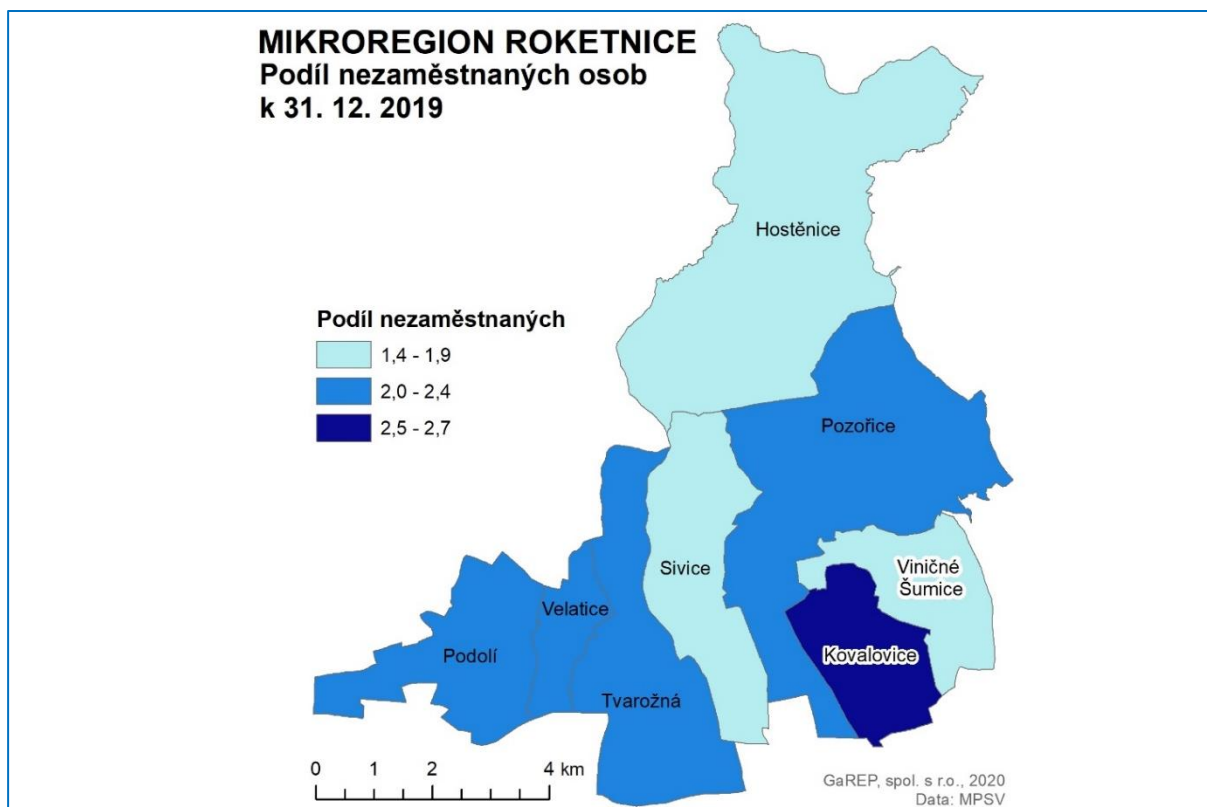 MIKROREGION ROKETNICE
Podíl nezaměstnaných osob
k 31. 12. 2019
Hostěnice
Podíl nezaměstnaných
1,4 - 1,9
2,0 - 2,4
2,5 - 2,7
Pozořice
Sivice
Viničné
Šumice
Velatice
Podolí
Kovalovice
Tvarožná
0 1 2 4 km
GaREP, spol. s r.o., 2020
Data: MPSV